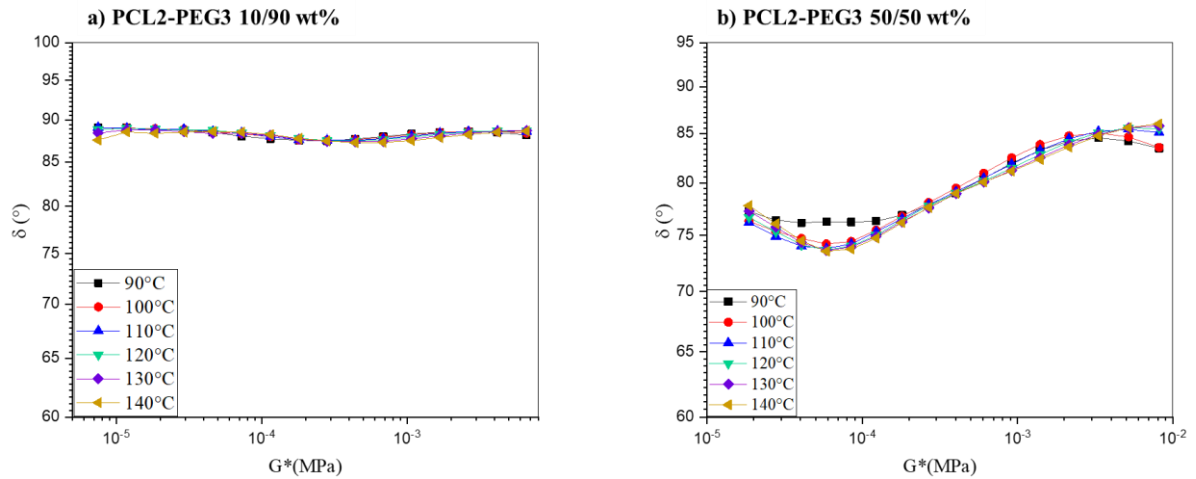 a) PCL2-PEG3 10/90 wt%
100
95
90
85
80
75
70
65
60
δ (°)
90°C
100°C
110°C
120°C
130°C
140°C
10-5
10-4
10-3
G*(MPa)
b) PCL2-PEG3 50/50 wt%
95
90
85
80
75
70
65
60
δ (°)
90°C
100°C
110°C
120°C
130°C
140°C
10-5
10-4
10-3
10-2
G*(MPa)